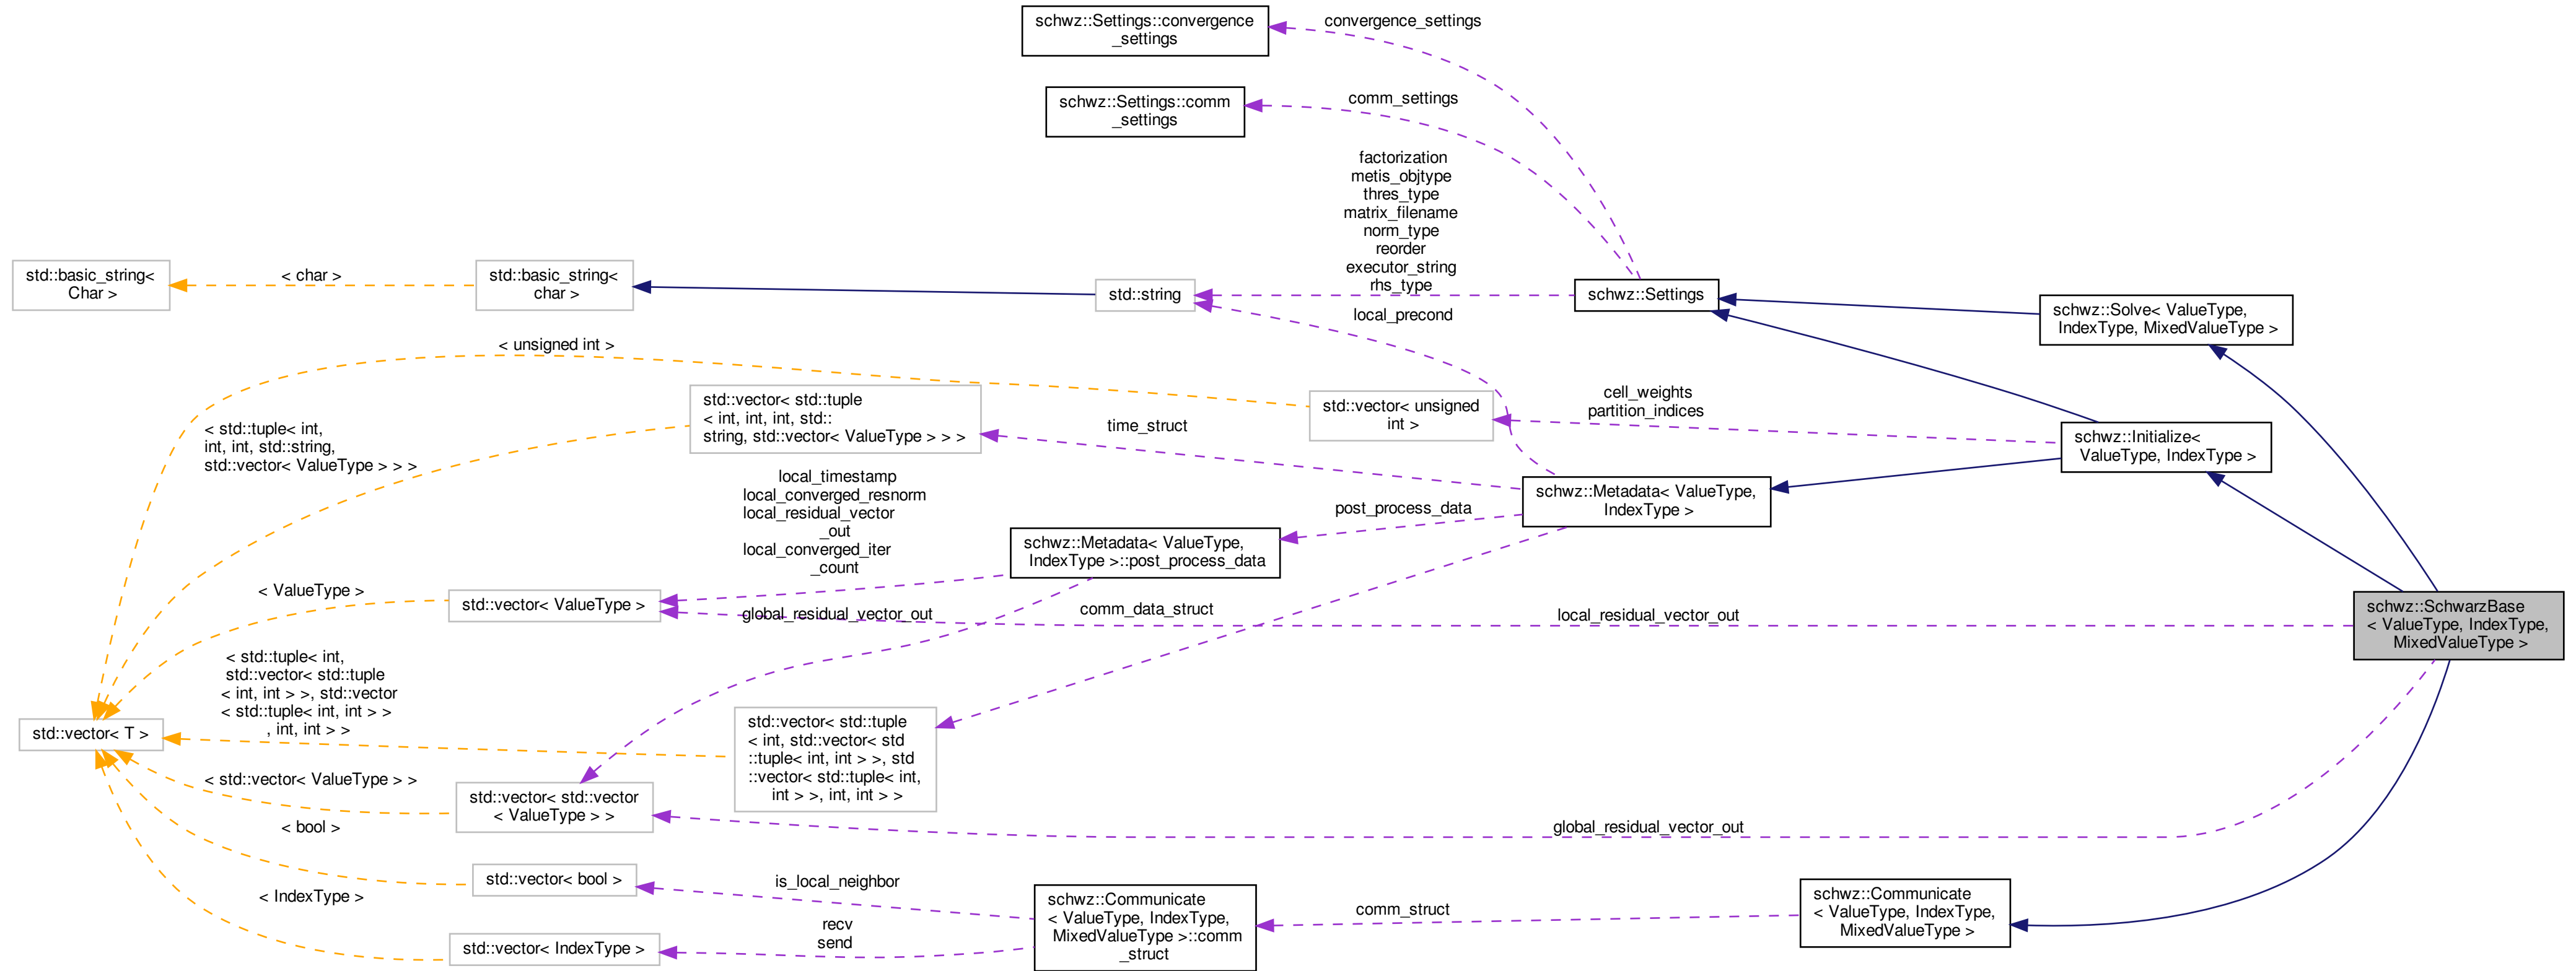 schwz::Settings::convergence
_settings
convergence_settings
schwz::Settings::comm
_settings
comm_settings
factorization
metis_objtype
thres_type
matrix_filename
norm_type
reorder
executor_string
rhs_type
std::basic_string<
Char >
< char >
std::basic_string<
char >
std::string
schwz::Settings
local_precond
schwz::Solve< ValueType,
IndexType, MixedValueType >
< unsigned int >
std::vector< std::tuple
< int, int, int, std::
string, std::vector< ValueType > > >
std::vector< unsigned
int >
cell_weights
partition_indices
< std::tuple< int,
int, int, std::string,
std::vector< ValueType > > >
time_struct
schwz::Initialize<
ValueType, IndexType >
local_timestamp
local_converged_resnorm
local_residual_vector
_out
local_converged_iter
_count
schwz::Metadata< ValueType,
IndexType >
post_process_data
schwz::Metadata< ValueType,
IndexType >::post_process_data
< ValueType >
std::vector< ValueType >
global_residual_vector_out
comm_data_struct
local_residual_vector_out
schwz::SchwarzBase
< ValueType, IndexType,
MixedValueType >
< std::tuple< int,
std::vector< std::tuple
< int, int > >, std::vector
< std::tuple< int, int > >
, int, int > >
std::vector< T >
std::vector< std::tuple
< int, std::vector< std
::tuple< int, int > >, std
::vector< std::tuple< int,
int > >, int, int > >
< std::vector< ValueType > >
std::vector< std::vector
< ValueType > >
global_residual_vector_out
< bool >
std::vector< bool >
is_local_neighbor
< IndexType >
std::vector< IndexType >
recv
send
schwz::Communicate
< ValueType, IndexType,
MixedValueType >::comm
_struct
comm_struct
schwz::Communicate
< ValueType, IndexType,
MixedValueType >